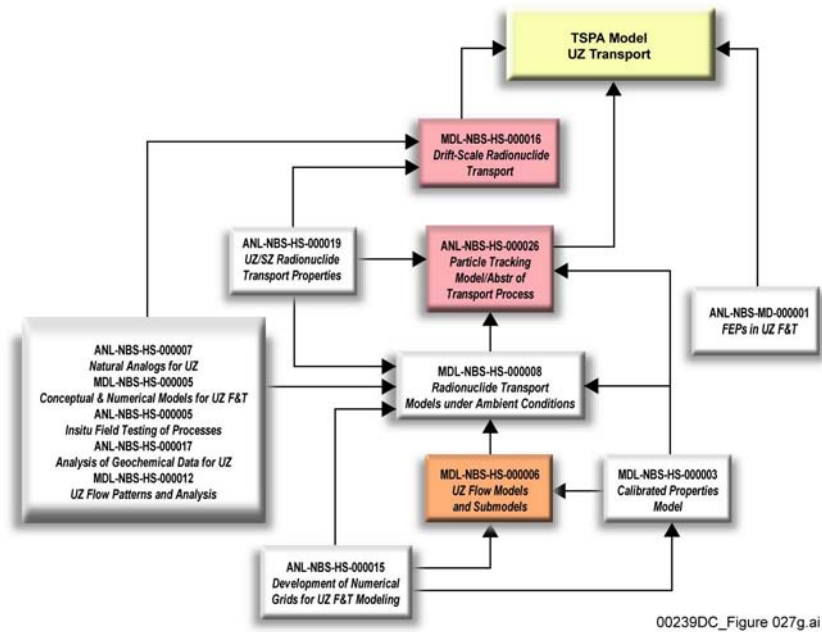 TSPA Model
UZ Transport
MDL-NBS-HS-000016
Drift-Scale Radionuclide
Transport
ANL-NBS-HS-000019
UZ/SZ Radionuclide
Transport Properties
ANL-NBS-HS-000026
Particle Tracking
Model/Abstr of
Transport Process
ANL-NBS-MD-000001
FEPs in UZ F&T
ANL-NBS-HS-000007
Natural Analogs for UZ
MDL-NBS-HS-000005
Conceptual & Numerical Models for UZ F&T
ANL-NBS-HS-000005
Insitu Field Testing of Processes
ANL-NBS-HS-000017
Analysis of Geochemical Data for UZ
MDL-NBS-HS-000012
UZ Flow Patterns and Analysis
MDL-NBS-HS-000008
Radionuclide Transport
Models under Ambient Conditions
MDL-NBS-HS-000006
UZ Flow Models
and Submodels
MDL-NBS-HS-000003
Calibrated Properties
Model
ANL-NBS-HS-000015
Development of Numerical
Grids for UZ F&T Modeling
00239DC_Figure 027g.ai